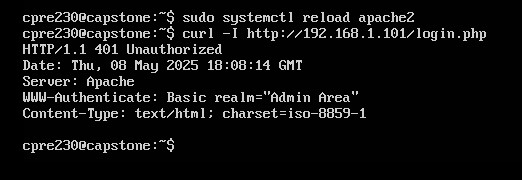 cpre230@capstone:~$ sudo systemctl reload apache2
cpre230@capstone:~$ curl -I http://192.168.1.101/login.php
HTTP/1.1 401 Unauthorized
Date: Thu, 08 May 2025 18:08:14 GMT
Server: Apache
WWW-Authenticate: Basic realm="Admin Area"
Content-Type: text/html; charset=iso-8859-1
cpre230@capstone:~$